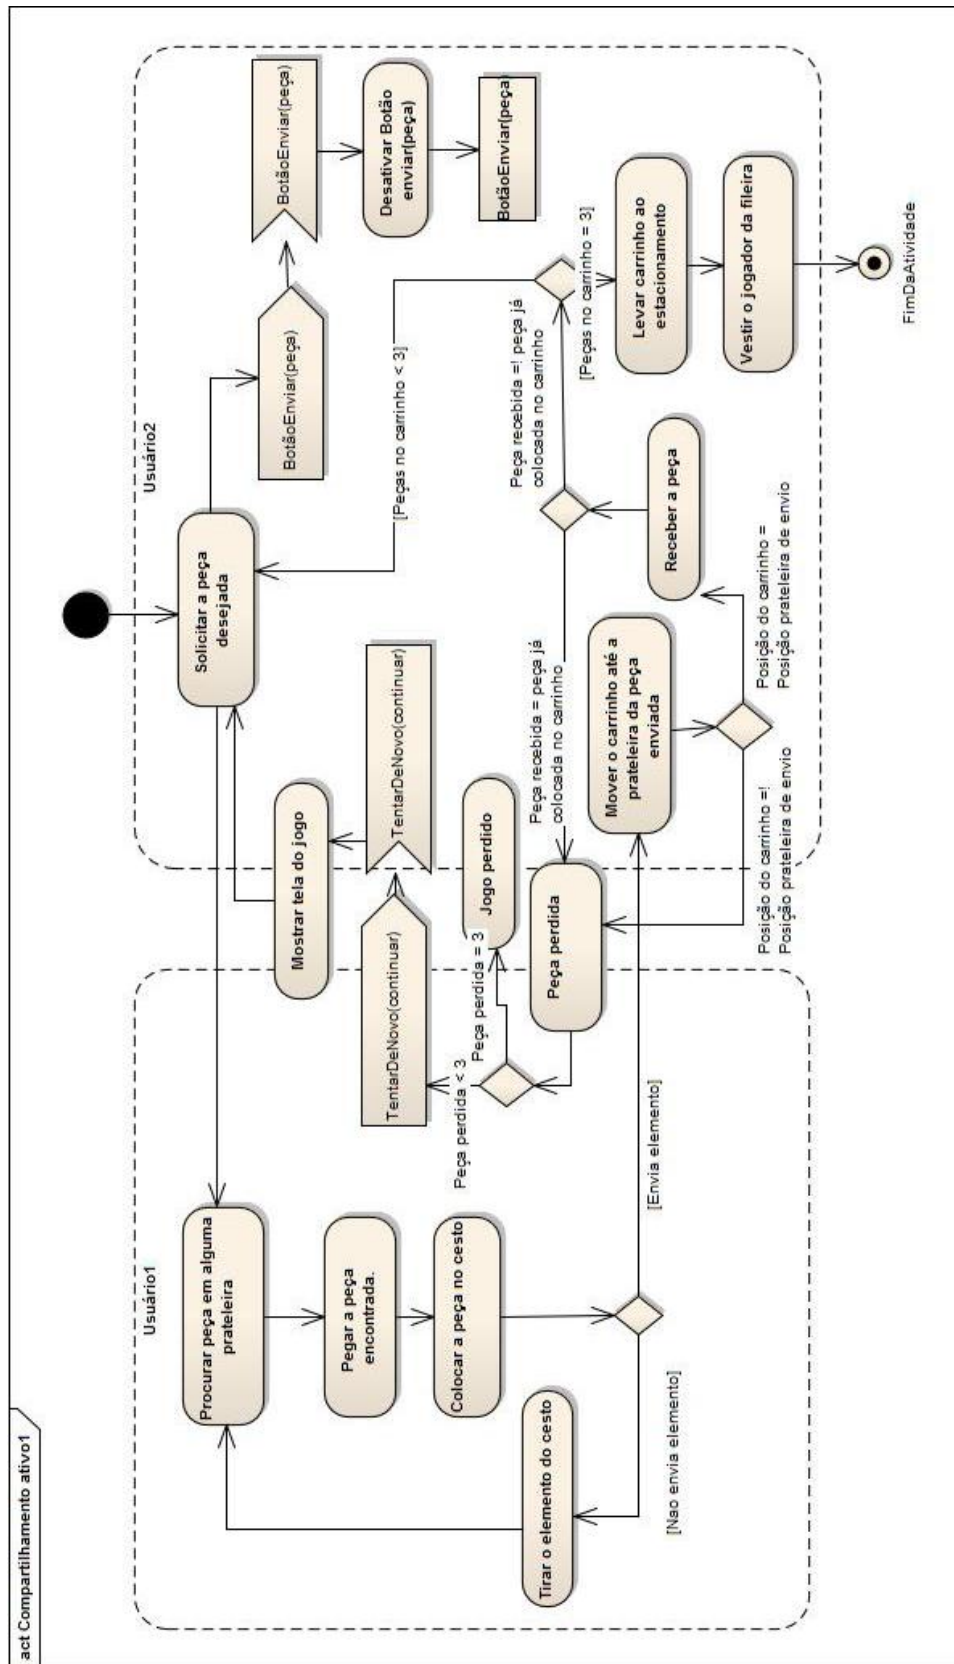 act Compartilhamento ativo1
Usuário1
Procurar peça em alguma
prateleira
Pegar a peça
encontrada.
Colocar a peça no cesto
Tirar o elemento do cesto
[Nao envia elemento]
[Envia elemento]
Usuário2
Solicitar a peça
desejada
BotãoEnviar(peça)
BotãoEnviar(peça)
Desativar Botão
enviar(peça)
BotãoEnviar(peça)
[Peças no carrinho < 3]
Mostrar tela do jogo
TentarDeNovo(continuar)
TentarDeNovo(continuar)
Peça perdida < 3
Peça perdida = 3
Jogo perdido
Peça perdida
Peça recebida = peça já
colocada no carrinho
Peça recebida =! peça já
colocada no carrinho
[Peças no carrinho = 3]
Mover o carrinho até a
prateleira da peça
enviada
Receber a peça
Posição do carrinho =!
Posição prateleira de envio
Posição do carrinho =
Posição prateleira de envio
Levar carrinho ao
estacionamento
Vestir o jogador da fileira
FimDaAtividade